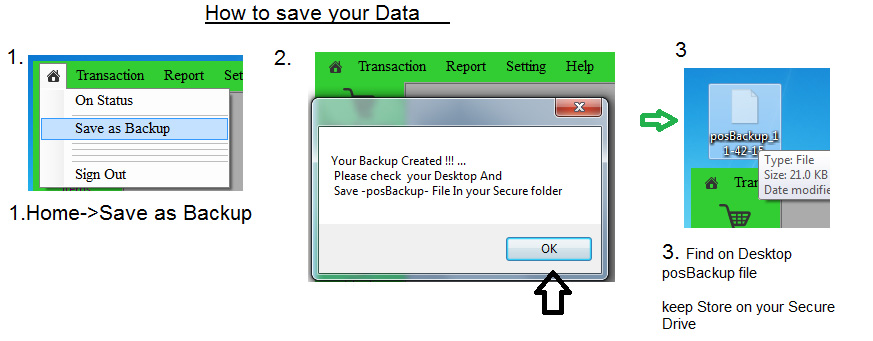 How to save your Data
1.
Transaction Report Set
On Status
Save as Backup
Sign Out
1.Home->Save as Backup
2.
Transaction Report Setting Help
Your Backup Created !!! ...
Please check your Desktop And
Save -posBackup- File In your Secure folder
OK
3
posBackup_1
1-42-15
Type: File
Size: 21.0 KB
Date modifie
Tran
3. Find on Desktop
posBackup file
keep Store on your Secure
Drive